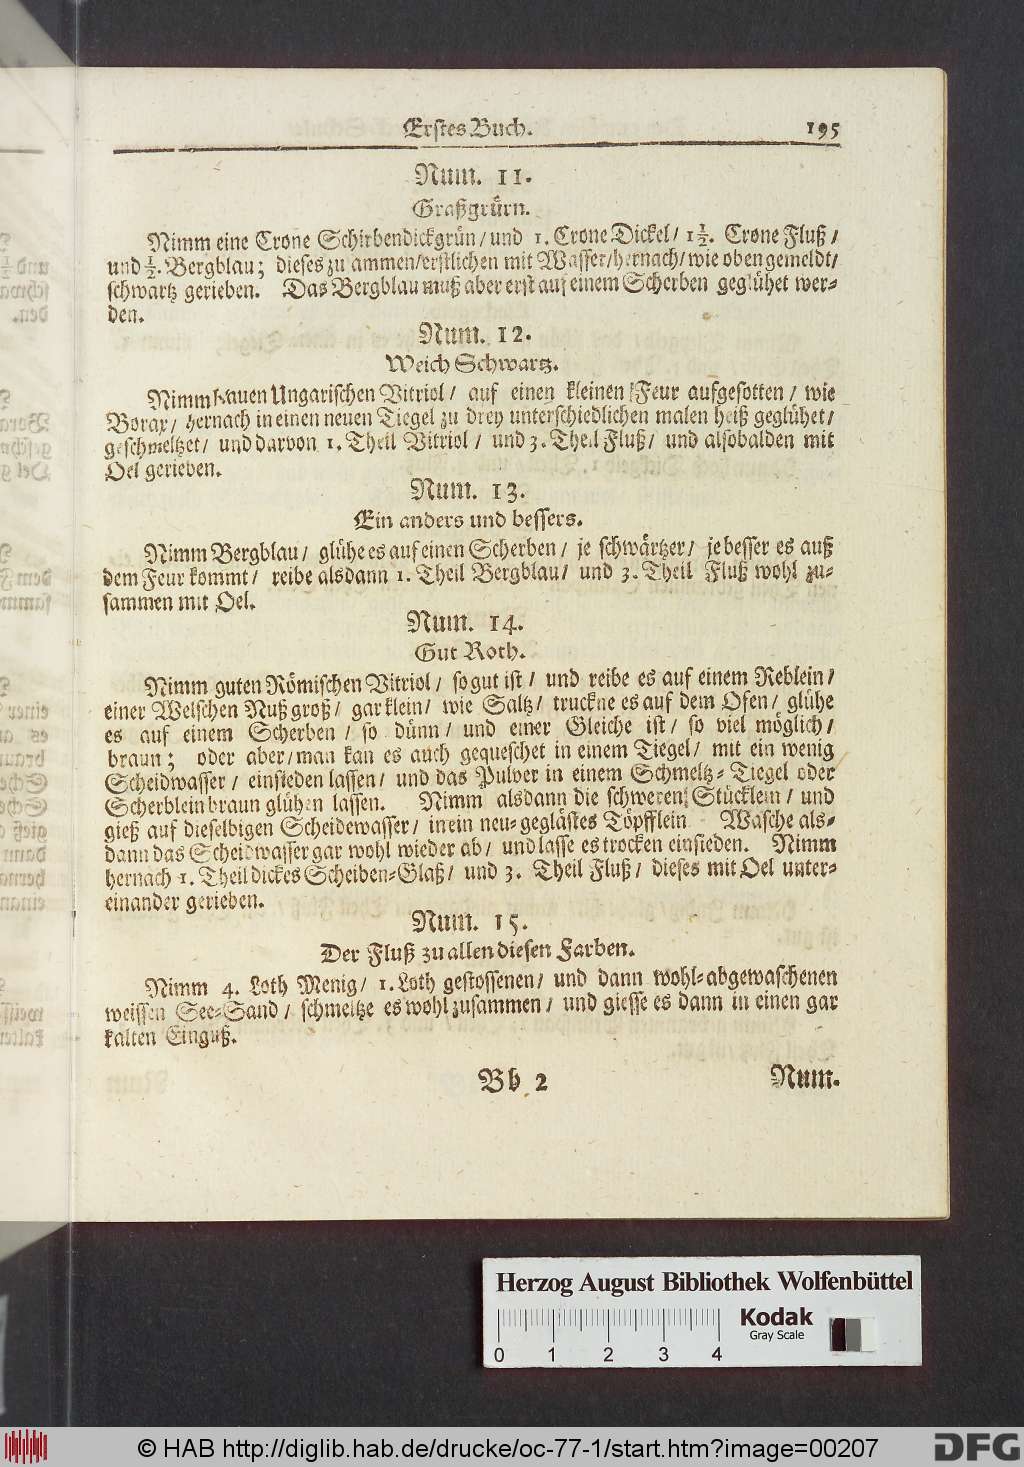 Erstes Buch. 195
Num. 11.
Graßgrürn.
Nimm eine Crone Schirbendickgrün/und 1. Crone Dickel/ 1½. Crone Fluß/
und ½. Bergblau; dieses zu ammen/erstlichen mit Wasser/hernach/wie oben gemeldt/
schwartz gerieben. Das Bergblau muß aber erst auf einem Scherben geglühet wer-
den.
Num. 12.
Weich Schwartz.
Nimm Ungarischen Vitriol/ auf einen kleinen Feur aufgesotten/ wie
Borax/ hernach in einen neuen Tiegel zu drey unterschiedlichen malen heiß geglühet/
geschmeltzet/ und darvon 1. Theil Vitriol/ und 3. Theil Fluß/ und alsobalden mit
Oel gerieben.
Num. 13.
Ein anders und bessers.
Nimm Bergblau/ glühe es auf einen Scherben/ je schwärtzer/ je besser es auß
dem Feur kommt/ reibe alsdann 1. Theil Bergblau/ und 3. Theil Fluß wohl zu-
sammen mit Oel.
Num. 14.
Gut Roth.
Nimm guten Römischen Vitriol/ so gut ist/ und reibe es auf einem Reblein/
einer Welschen Nuß groß/ gar klein/ wie Saltz/ truckne es auf dem Ofen/ glühe
es auf einem Scherben/ so dünn/ und einer Gleiche ist/ so viel möglich/
braun; oder aber/man kan es auch gequeschet in einem Tiegel/ mit ein wenig
Scheidwasser/ einsieden lassen/ und das Pulver in einem Schmeltz-Tiegel oder
Scherblein braun glühen lassen. Nimm alsdann die schweren Stücklein/ und
gieß auf dieselbigen Scheidewasser/ in ein neu-geglästes Töpfflein Wasche als-
dann das Scheidwasser gar wohl wieder ab/ und lasse es trocken einsieden. Nimm
hernach 1. Theil dickes Scheiben-Glaß/ und 3. Theil Fluß/ dieses mit Oel unter-
einander gerieben.
Num. 15.
Der Fluß zu allen diesen Farben.
Nimm 4. Loth Menig/ 1. Loth gestossenen/ und dann wohl-abgewaschenen
weissen See-Sand/ schmeltze es wohl zusammen/ und giesse es dann in einen gar
kalten Einguß.
Bb 2 Num.
Herzog August Bibliothek Wolfenbüttel
Kodak
Gray Scale
0 1 2 3 4
© HAB http://diglib.hab.de/drucke/oc-77-1/start.htm?image=00207
DFG